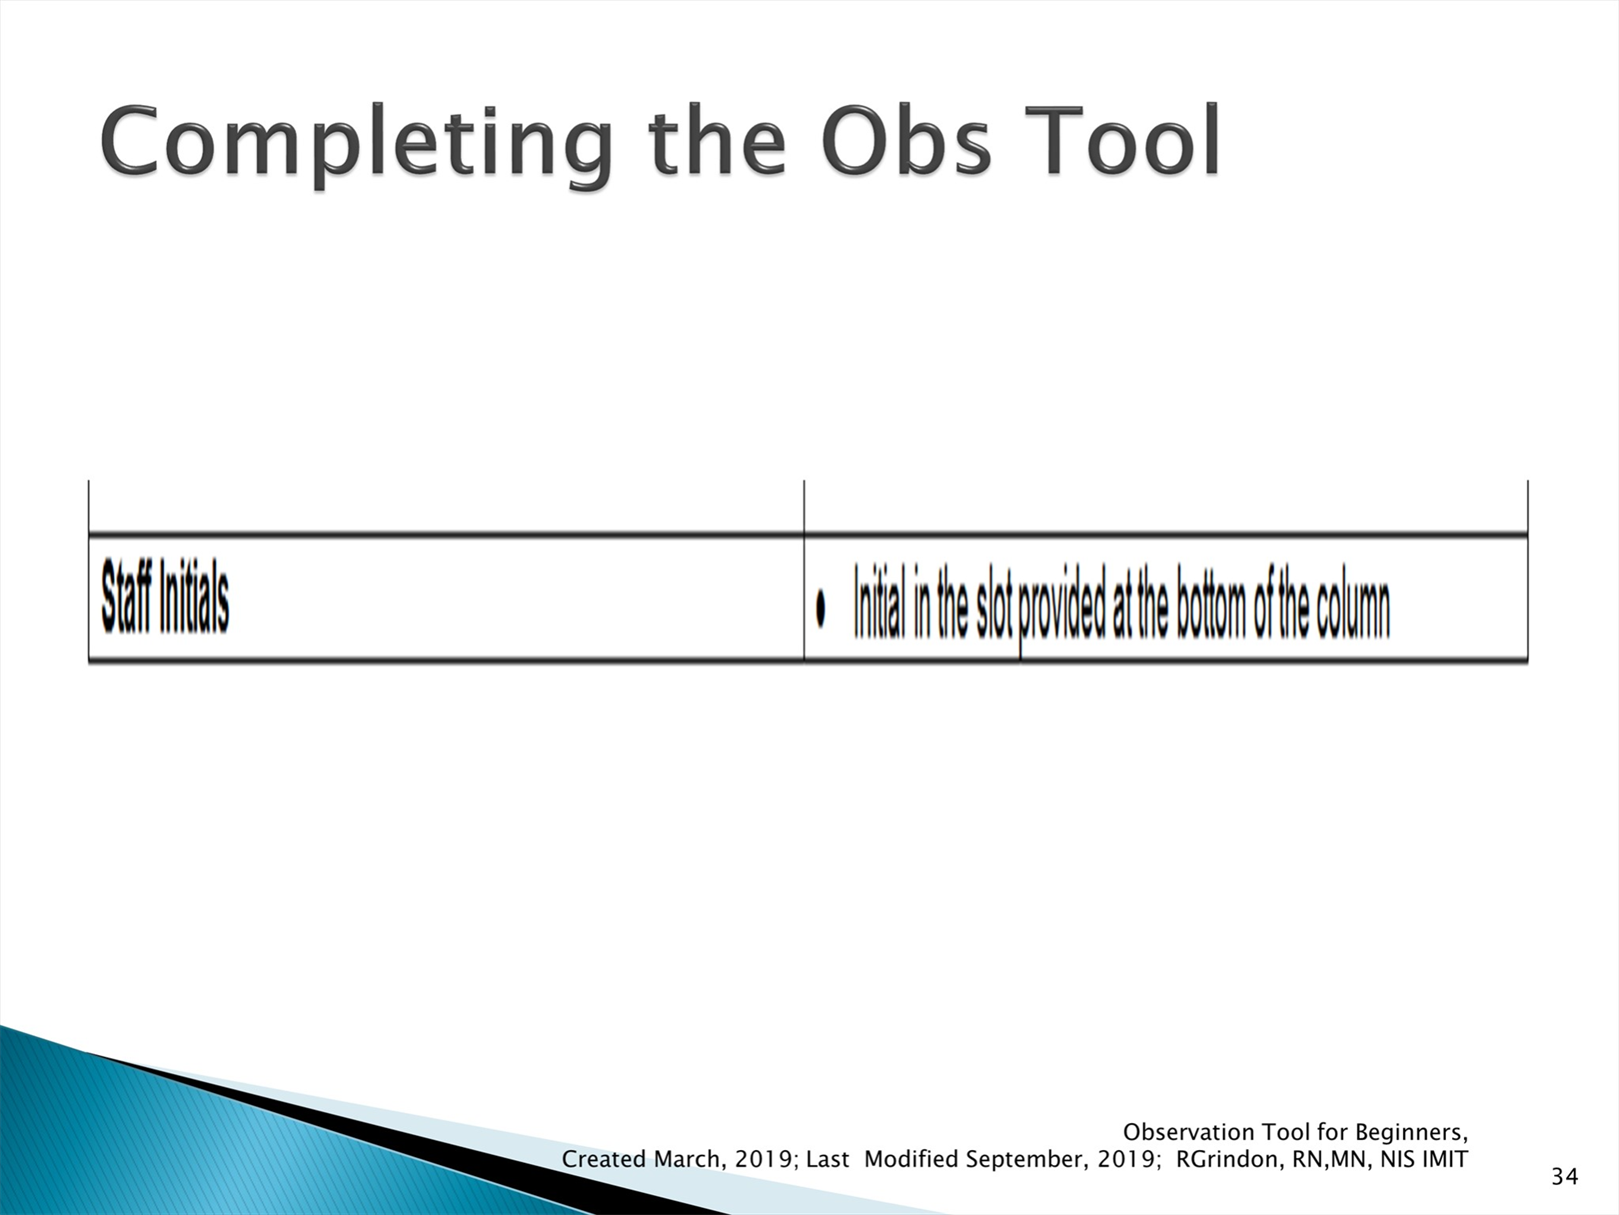 Completing the Obs Tool
Staff Initials
• Initial in the slot provided at the bottom of the column
Observation Tool for Beginners,
Created March, 2019; Last  Modified September, 2019;  RGrindon, RN,MN, NIS IMIT
34